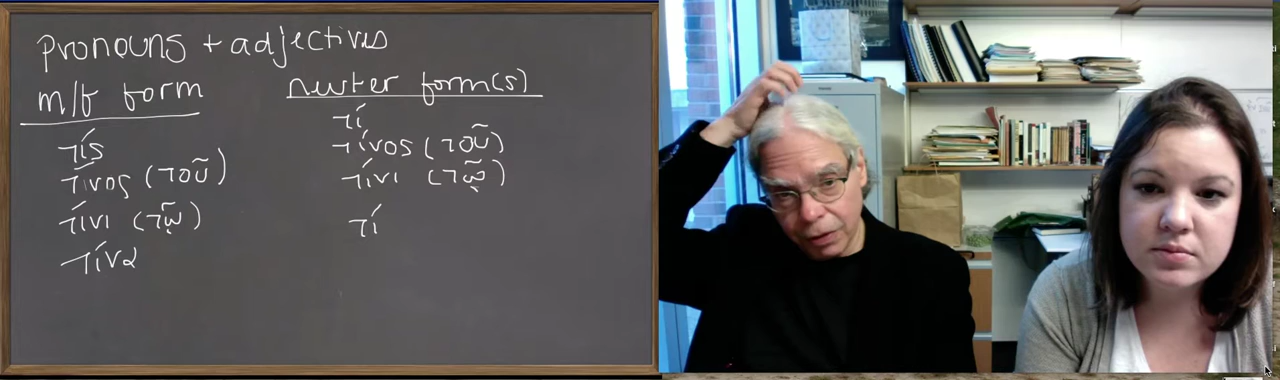 pronouns + adjectives
m/f form
τίς
τίνος (τοῦ)
τίνι (τῷ)
τίνα
neuter form(s)
τί
τίνος (τοῦ)
τίνι (τῷ)
τί